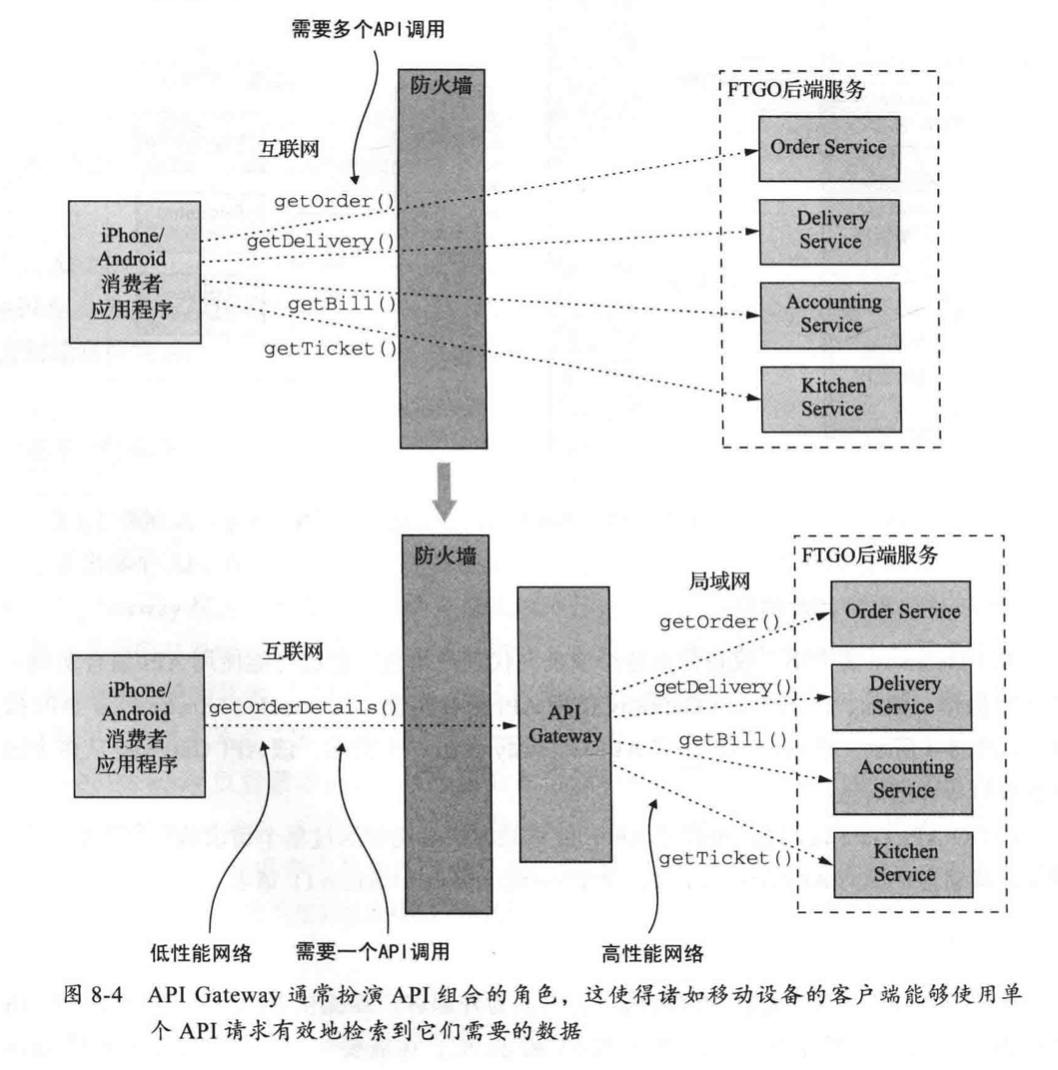 需要多个API调用
防火墙
FTGO后端服务
互联网
Order Service
getOrder()
iPhone/
Android
消费者
应用程序
getDelivery()
Delivery
Service
getBill()
Accounting
Service
getTicket()
Kitchen
Service
防火墙
FTGO后端服务
局域网
Order Service
getOrder()
互联网
iPhone/
Android
消费者
应用程序
getOrderDetails()
API
Gateway
getDelivery()
Delivery
Service
getBill()
Accounting
Service
getTicket()
Kitchen
Service
低性能网络
需要一个API调用
高性能网络
图 8-4 API Gateway 通常扮演 API 组合的角色，这使得诸如移动设备的客户端能够使用单
个 API 请求有效地检索到它们需要的数据